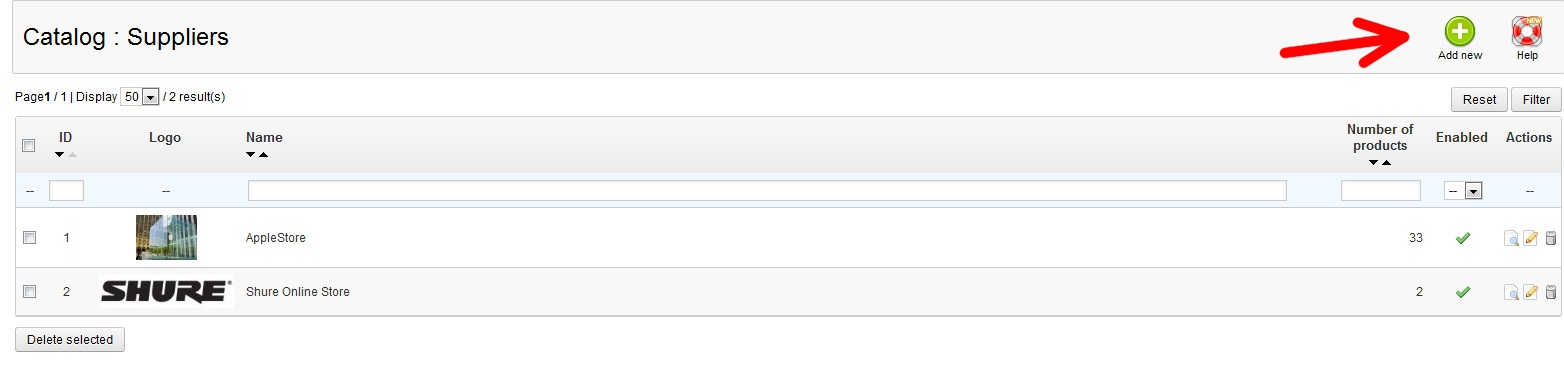 Catalog : Suppliers
Add new
NEW
Help
Page1 / 1 | Display 50 / 2 result(s)
Reset Filter
ID Logo Name Number of products Enabled Actions
-- -- -- --
1 AppleStore 33
2 SHURE Shure Online Store 2
Delete selected